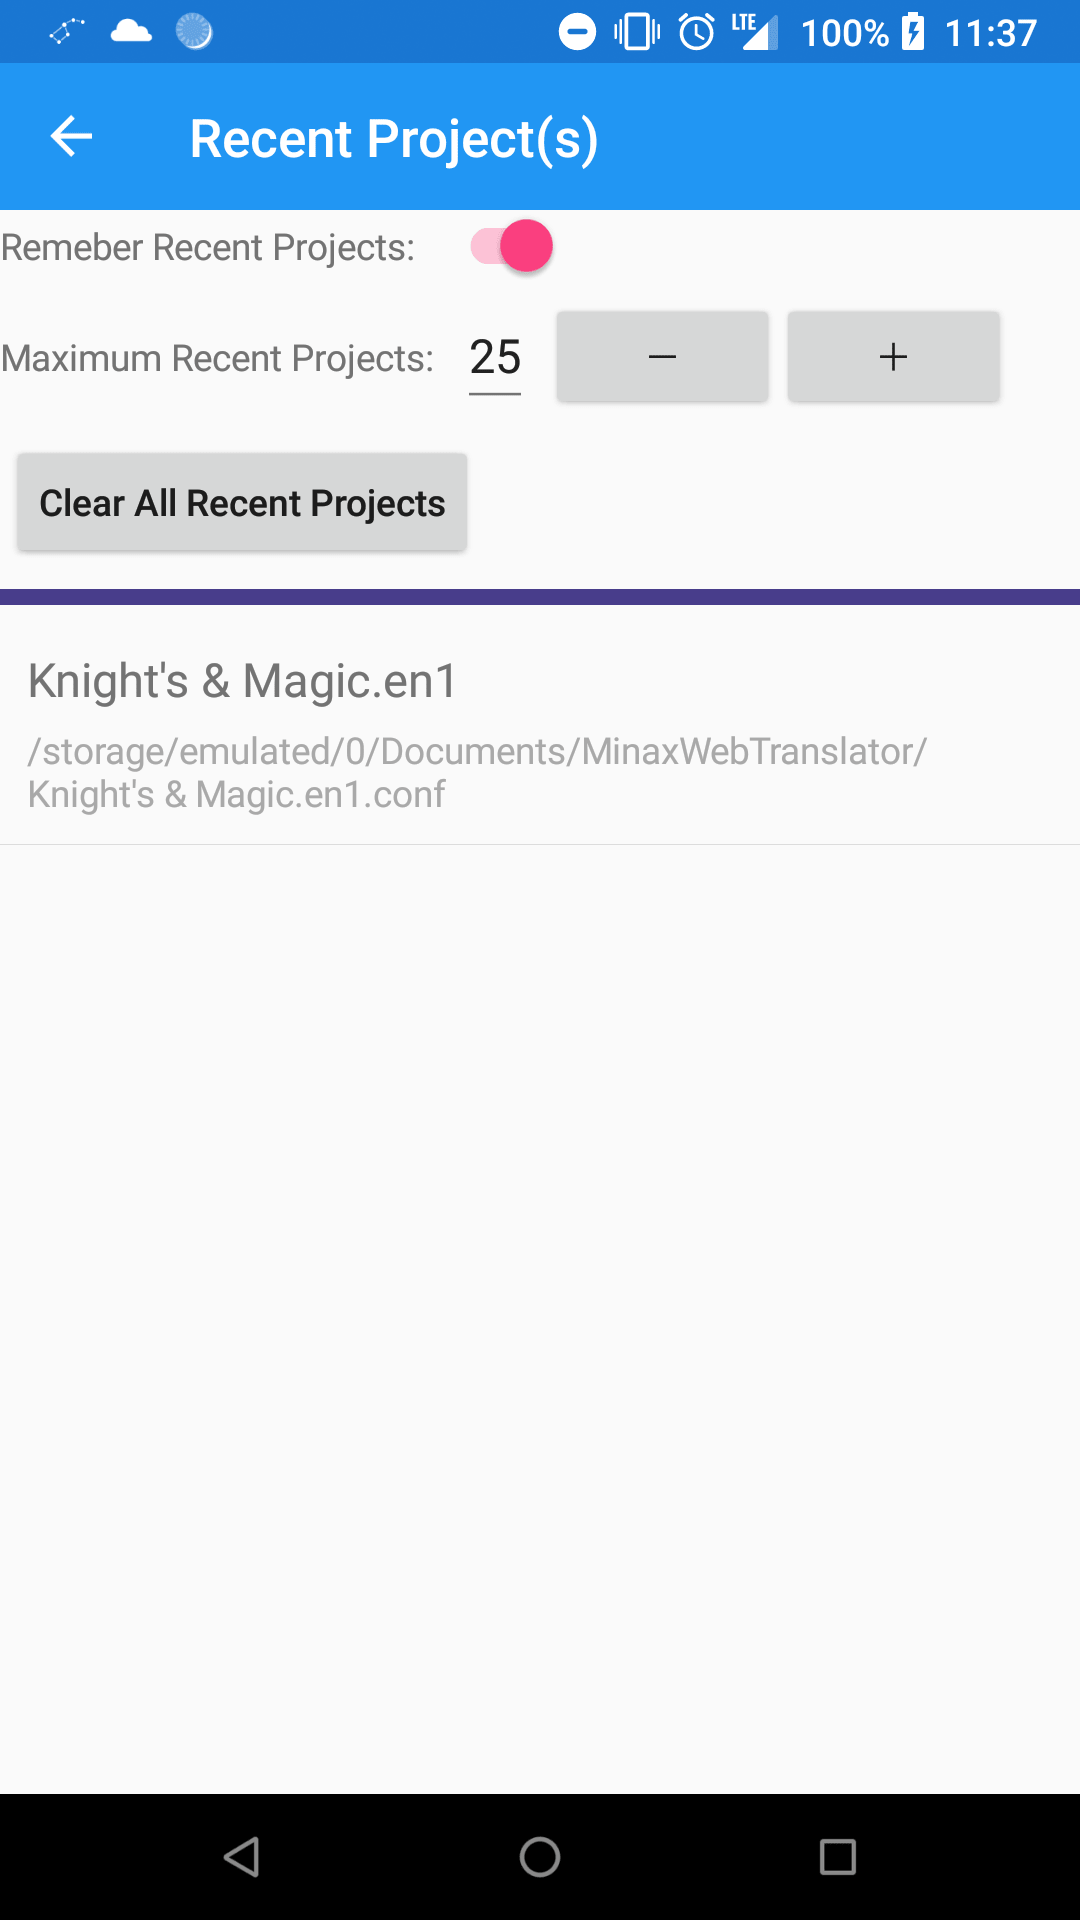 LTE 100% 11:37
Recent Project(s)
Remeber Recent Projects:
Maximum Recent Projects: 25 − +
Clear All Recent Projects
Knight's & Magic.en1
/storage/emulated/0/Documents/MinaxWebTranslator/
Knight's & Magic.en1.conf